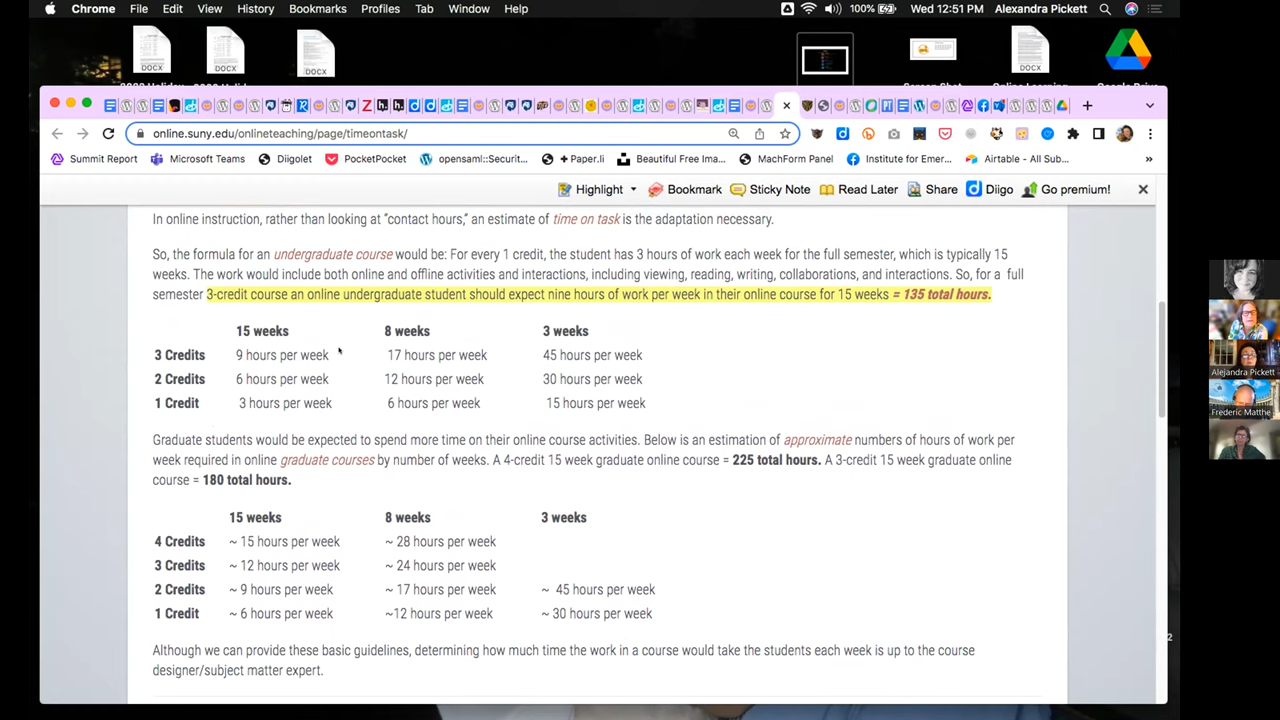 Chrome File Edit View History Bookmarks Profiles Tab Window Help 100% Wed 12:51 PM Alexandra Pickett
DOCX DOCX DOCX DOCX
online.suny.edu/onlineteaching/page/timeontask/
Summit Report Microsoft Teams Diigolet PocketPocket opensaml::Securit... + Paper.li Beautiful Free Ima... MachForm Panel Institute for Emer... Airtable - All Sub... »
Highlight Bookmark Sticky Note Read Later Share Diigo Go premium!
In online instruction, rather than looking at “contact hours,” an estimate of time on task is the adaptation necessary.
So, the formula for an undergraduate course would be: For every 1 credit, the student has 3 hours of work each week for the full semester, which is typically 15
weeks. The work would include both online and offline activities and interactions, including viewing, reading, writing, collaborations, and interactions. So, for a full
semester 3-credit course an online undergraduate student should expect nine hours of work per week in their online course for 15 weeks = 135 total hours.
15 weeks 8 weeks 3 weeks
3 Credits 9 hours per week 17 hours per week 45 hours per week
2 Credits 6 hours per week 12 hours per week 30 hours per week
1 Credit 3 hours per week 6 hours per week 15 hours per week
Graduate students would be expected to spend more time on their online course activities. Below is an estimation of approximate numbers of hours of work per
week required in online graduate courses by number of weeks. A 4-credit 15 week graduate online course = 225 total hours. A 3-credit 15 week graduate online
course = 180 total hours.
15 weeks 8 weeks 3 weeks
4 Credits ~ 15 hours per week ~ 28 hours per week
3 Credits ~ 12 hours per week ~ 24 hours per week
2 Credits ~ 9 hours per week ~ 17 hours per week ~ 45 hours per week
1 Credit ~ 6 hours per week ~12 hours per week ~ 30 hours per week
Although we can provide these basic guidelines, determining how much time the work in a course would take the students each week is up to the course
designer/subject matter expert.
Alejandra Pickett
Frederic Matthe
2